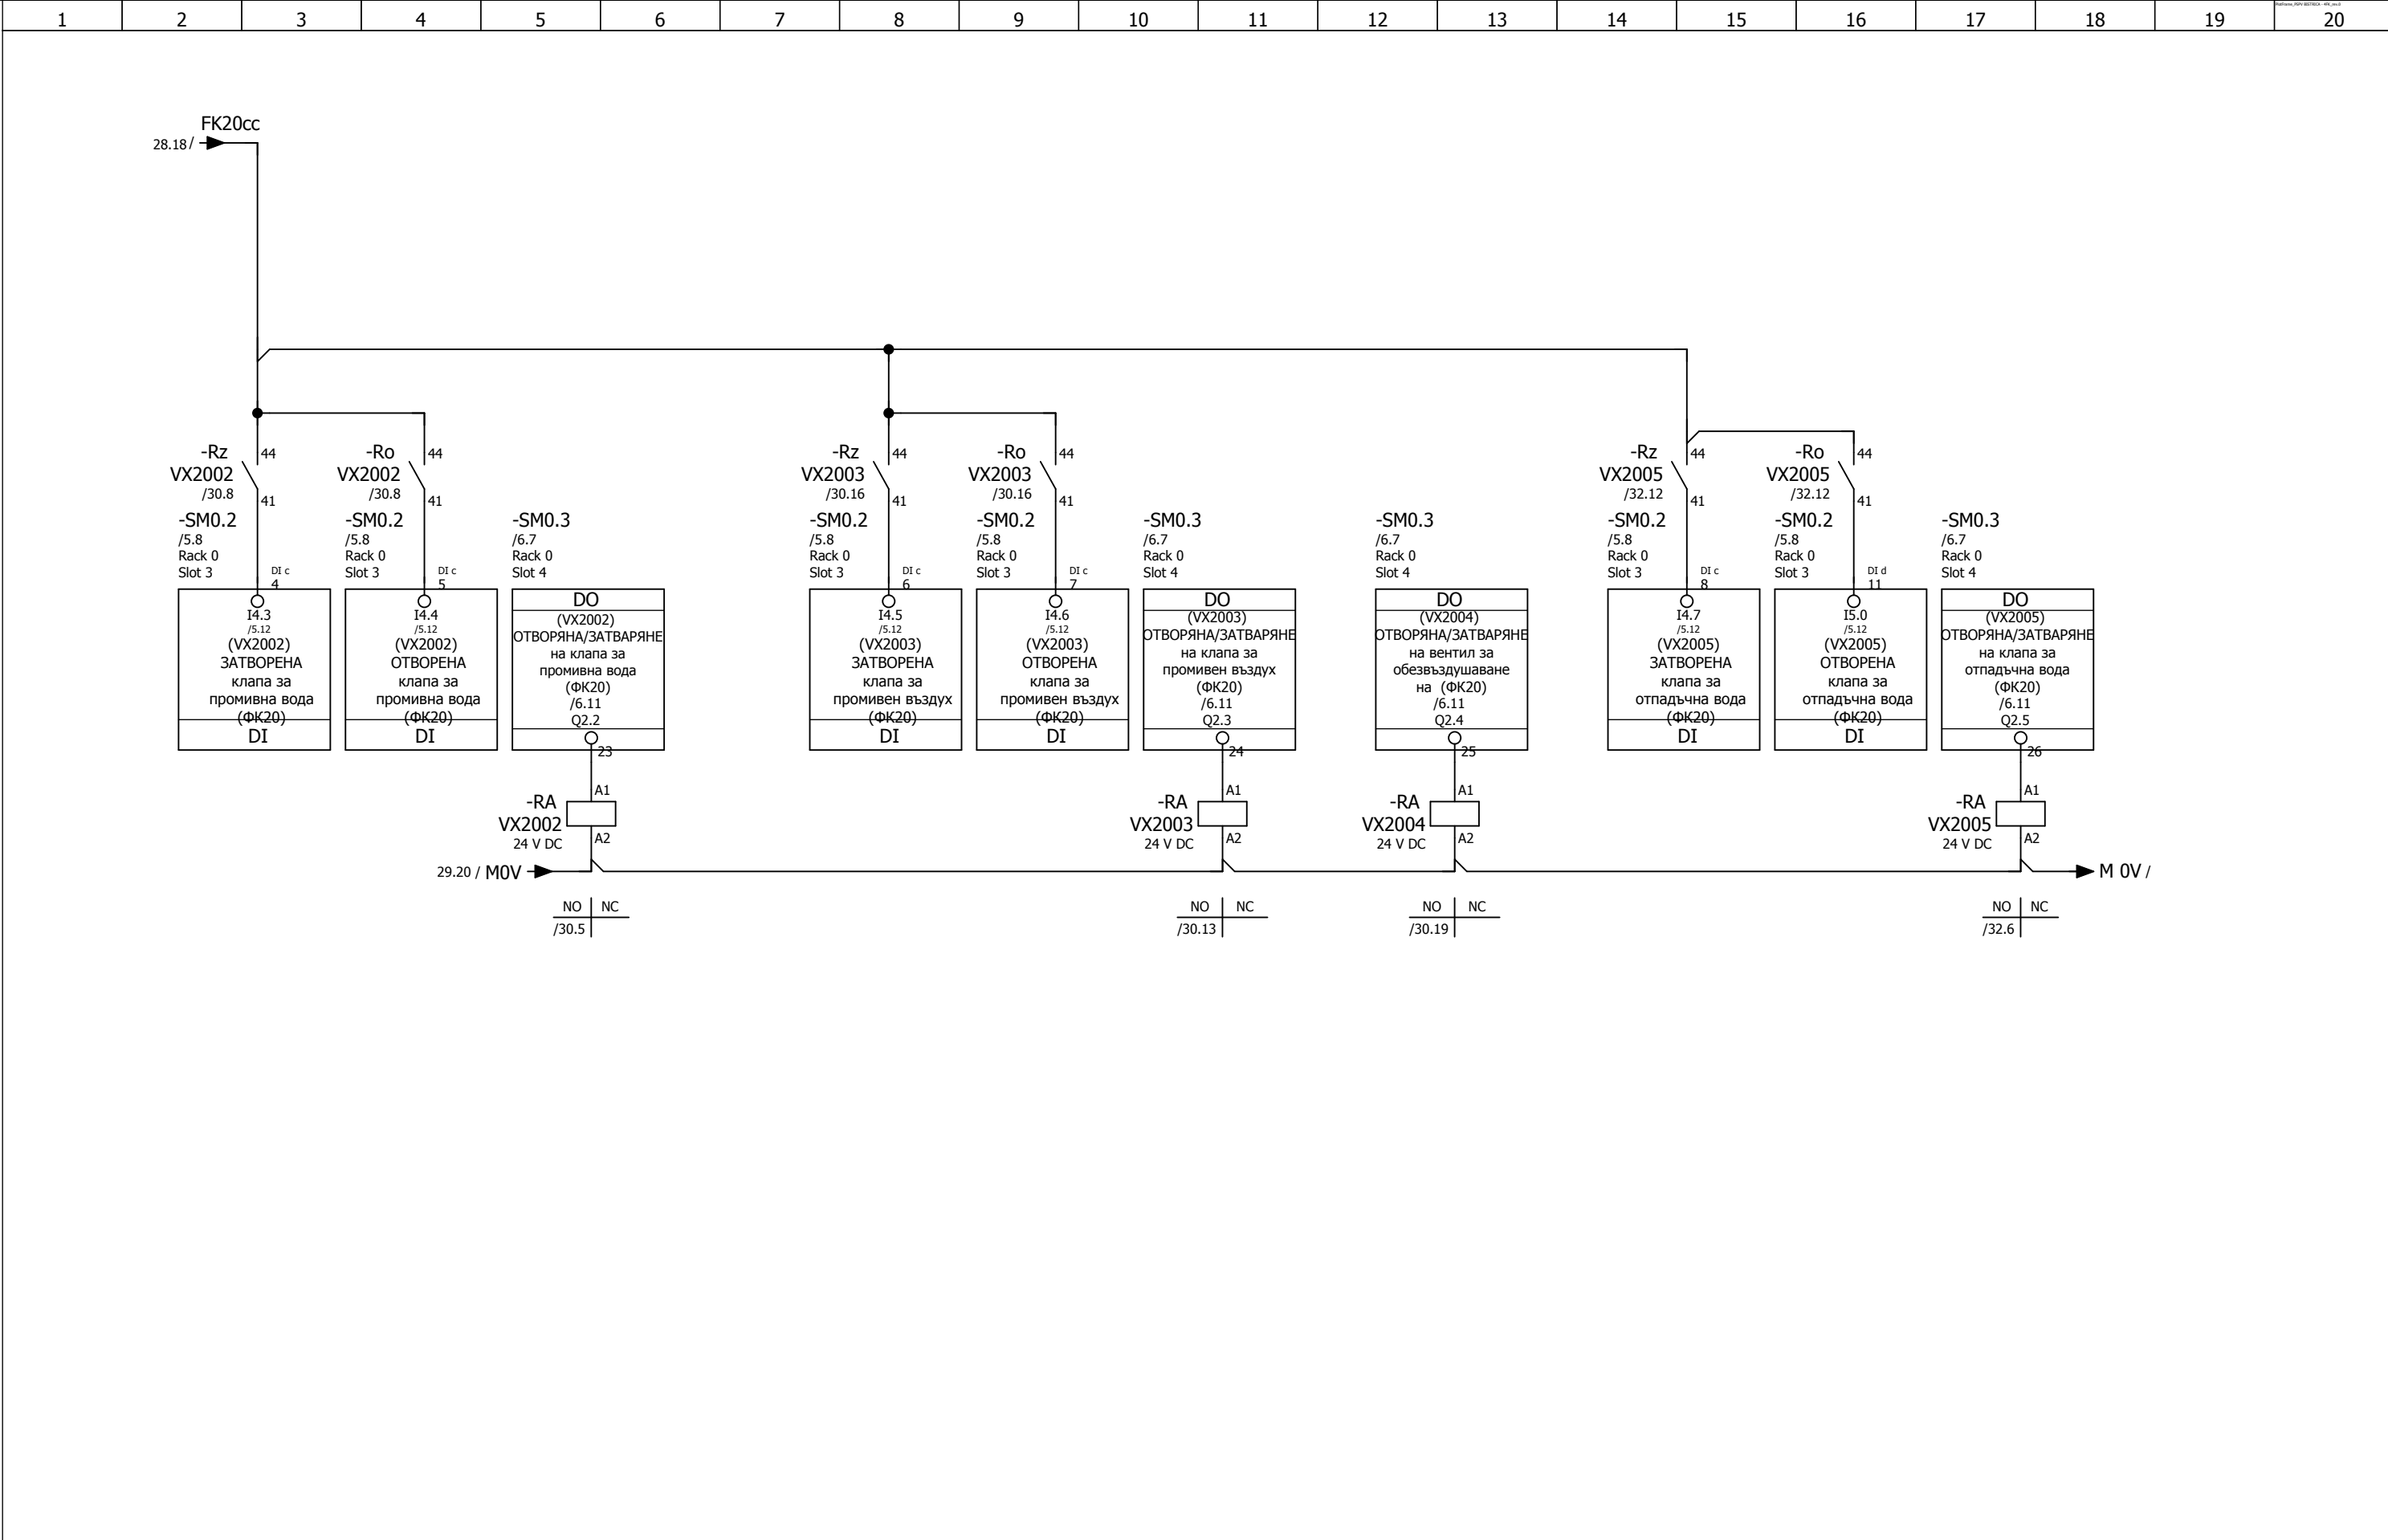 1 2 3 4 5 6 7 8 9 10 11 12 13 14 15 16 17 18 19 20
FK20cc
28.18 /
-Rz 44
VX2002
/30.8
41
-SM0.2
/5.8
Rack 0
Slot 3
DI c
4
I4.3
/5.12
(VX2002)
ЗАТВОРЕНА
клапа за
промивна вода
(ФК20)
DI
-Ro 44
VX2002
/30.8
41
-SM0.2
/5.8
Rack 0
Slot 3
DI c
5
I4.4
/5.12
(VX2002)
ОТВОРЕНА
клапа за
промивна вода
(ФК20)
DI
-SM0.3
/6.7
Rack 0
Slot 4
DO
(VX2002)
ОТВОРЯНА/ЗАТВАРЯНЕ
на клапа за
промивна вода
(ФК20)
/6.11
Q2.2
23
A1
-RA
VX2002
24 V DC
A2
29.20 / M0V
NO NC
/30.5
-Rz 44
VX2003
/30.16
41
-SM0.2
/5.8
Rack 0
Slot 3
DI c
6
I4.5
/5.12
(VX2003)
ЗАТВОРЕНА
клапа за
промивен въздух
(ФК20)
DI
-Ro 44
VX2003
/30.16
41
-SM0.2
/5.8
Rack 0
Slot 3
DI c
7
I4.6
/5.12
(VX2003)
ОТВОРЕНА
клапа за
промивен въздух
(ФК20)
DI
-SM0.3
/6.7
Rack 0
Slot 4
DO
(VX2003)
ОТВОРЯНА/ЗАТВАРЯНЕ
на клапа за
промивен въздух
(ФК20)
/6.11
Q2.3
24
A1
-RA
VX2003
24 V DC
A2
NO NC
/30.13
-SM0.3
/6.7
Rack 0
Slot 4
DO
(VX2004)
ОТВОРЯНА/ЗАТВАРЯНЕ
на вентил за
обезвъздушаване
на (ФК20)
/6.11
Q2.4
25
A1
-RA
VX2004
24 V DC
A2
NO NC
/30.19
-Rz 44
VX2005
/32.12
41
-SM0.2
/5.8
Rack 0
Slot 3
DI c
8
I4.7
/5.12
(VX2005)
ЗАТВОРЕНА
клапа за
отпадъчна вода
(ФК20)
DI
-Ro 44
VX2005
/32.12
41
-SM0.2
/5.8
Rack 0
Slot 3
DI d
11
I5.0
/5.12
(VX2005)
ОТВОРЕНА
клапа за
отпадъчна вода
(ФК20)
DI
-SM0.3
/6.7
Rack 0
Slot 4
DO
(VX2005)
ОТВОРЯНА/ЗАТВАРЯНЕ
на клапа за
отпадъчна вода
(ФК20)
/6.11
Q2.5
26
A1
-RA
VX2005
24 V DC
A2
M 0V /
NO NC
/32.6